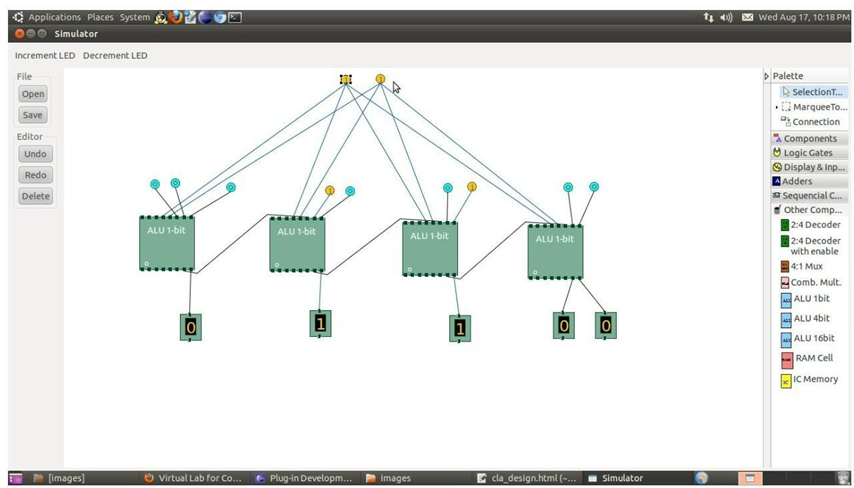 Applications Places System
Wed Aug 17, 10:18 PM
Simulator
Increment LED Decrement LED
File
Open
Save
Editor
Undo
Redo
Delete
1 1
1
1
ALU 1-bit
ALU 1-bit
ALU 1-bit
ALU 1-bit
0
1
1
0
0
Palette
SelectionT...
MarqueeTo...
Connection
Components
Logic Gates
Display & Inp...
Adders
Sequencial C...
Other Comp...
2:4 Decoder
2:4 Decoder
with enable
4:1 Mux
Comb. Mult.
ALU 1bit
ALU 4bit
ALU 16bit
RAM Cell
IC Memory
[images]
Virtual Lab for Co...
Plug-in Developm...
images
cla_design.html (~...
Simulator